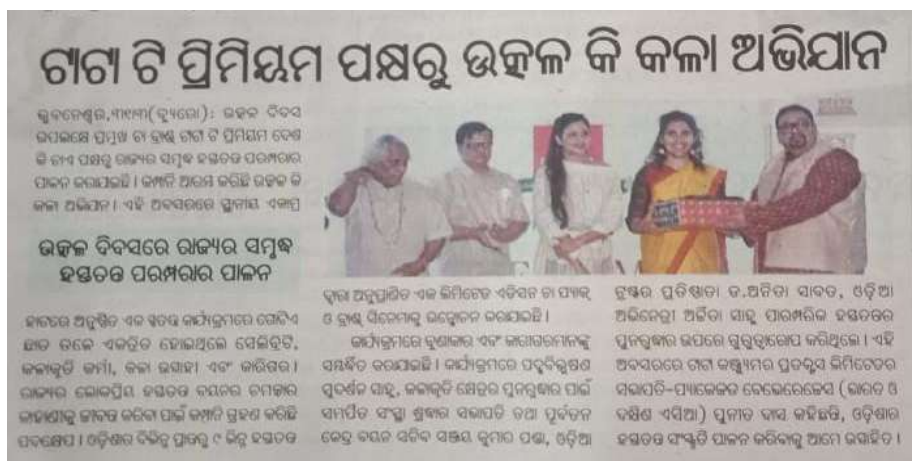 ଟାଟା ଟି ପ୍ରିମିୟମ ପକ୍ଷରୁ ଉତ୍କଳ କି କଳା ଅଭିଯାନ
ଭୁବନେଶ୍ୱର,୩୧ା୩(ବ୍ୟୁରୋ): ଉତ୍କଳ ଦିବସ
ଉପଲକ୍ଷେ ପ୍ରମୁଖ ଚା ବ୍ରାଣ୍ଡ ଟାଟା ଟି ପ୍ରିମିୟମ ଦେଶ
କି ଚାଏ ପକ୍ଷରୁ ରାଜ୍ୟର ସମୃଦ୍ଧ ହସ୍ତତନ୍ତ ପରମ୍ପରାର
ପାଳନ କରାଯାଇଛି । କମ୍ପାନି ଆରମ୍ଭ କରିଛି ଉତ୍କଳ କି
କଳା ଅଭିଯାନ । ଏହି ଅବସରରେ ସ୍ଥାନୀୟ ଏକାମ୍ର
ଉତ୍କଳ ଦିବସରେ ରାଜ୍ୟର ସମୃଦ୍ଧ
ହସ୍ତତନ୍ତ ପରମ୍ପରାର ପାଳନ
ହାଟରେ ଅନୁଷ୍ଠିତ ଏକ ସ୍ୱତନ୍ତ୍ର କାର୍ଯ୍ୟକ୍ରମରେ ଗୋଟିଏ
ଛାତ ତଳେ ଏକତ୍ରିତ ହୋଇଥିଲେ ସେଲିବ୍ରିଟି,
କଳାକୃତି କର୍ମୀ, କଳା ଉତ୍ସାହୀ ଏବଂ କାରିଗର ।
ରାଜ୍ୟର ଲୋକପ୍ରିୟ ହସ୍ତତନ୍ତ ବୟନର ଚମତ୍କାର
କାହାଣୀକୁ ଜୀବନ୍ତ କରିବା ପାଇଁ କମ୍ପାନି ଗ୍ରହଣ କରିଛି
ପଦକ୍ଷେପ । ଓଡ଼ିଶାର ବିଭିନ୍ନ ପ୍ରାନ୍ତରୁ ୯ ଭିନ୍ନ ହସ୍ତତନ୍ତ
ଦ୍ୱାରା ଅନୁପ୍ରାଣିତ ଏକ ଲିମିଟେଡ ଏଡିସନ ଚା ପ୍ୟାକ୍
ଓ ବ୍ରାଣ୍ଡ ସିନେମାକୁ ଉନ୍ମୋଚନ କରାଯାଇଛି ।
କାର୍ଯ୍ୟକ୍ରମରେ ବୁଣାକାର ଏବଂ କାରୀଗରମାନଙ୍କୁ
ସମ୍ବର୍ଦ୍ଧିତ କରାଯାଇଛି । କାର୍ଯ୍ୟକ୍ରମରେ ପଦ୍ମବିଭୂଷଣ
ସୁଦର୍ଶନ ସାହୁ, କଳାକୃତି କ୍ଷେତ୍ରର ପୁନରୁଦ୍ଧାର ପାଇଁ
ସମର୍ପିତ ସଂସ୍ଥା ଶ୍ରଦ୍ଧାର ସଭାପତି ତଥା ପୂର୍ବତନ
କେନ୍ଦ୍ର ବୟନ ସଚିବ ସଞ୍ଜୟ କୁମାର ପଣ୍ଡା, ଓଡ଼ିଆ
ଟ୍ରଷ୍ଟର ପ୍ରତିଷ୍ଠାତା ଡ.ଅନିତା ସାବତ, ଓଡ଼ିଆ
ଅଭିନେତ୍ରୀ ଅର୍ଚ୍ଚିତା ସାହୁ ପାରମ୍ପରିକ ହସ୍ତତନ୍ତର
ପୁନରୁଦ୍ଧାର ଉପରେ ଗୁରୁତ୍ୱାରୋପ କରିଥିଲେ । ଏହି
ଅବସରରେ ଟାଟା କଞ୍ଜ୍ୟୁମର ପ୍ରଡକ୍ଟସ ଲିମିଟେଡର
ସଭାପତି-ପ୍ୟାକେଜଡ ବେଭେରେଜେସ (ଭାରତ ଓ
ଦକ୍ଷିଣ ଏସିଆ) ପୁନୀତ ଦାସ କହିଛନ୍ତି, ଓଡ଼ିଶାର
ହସ୍ତତନ୍ତ ସଂସ୍କୃତି ପାଳନ କରିବାକୁ ଆମେ ଉତ୍ସାହିତ ।